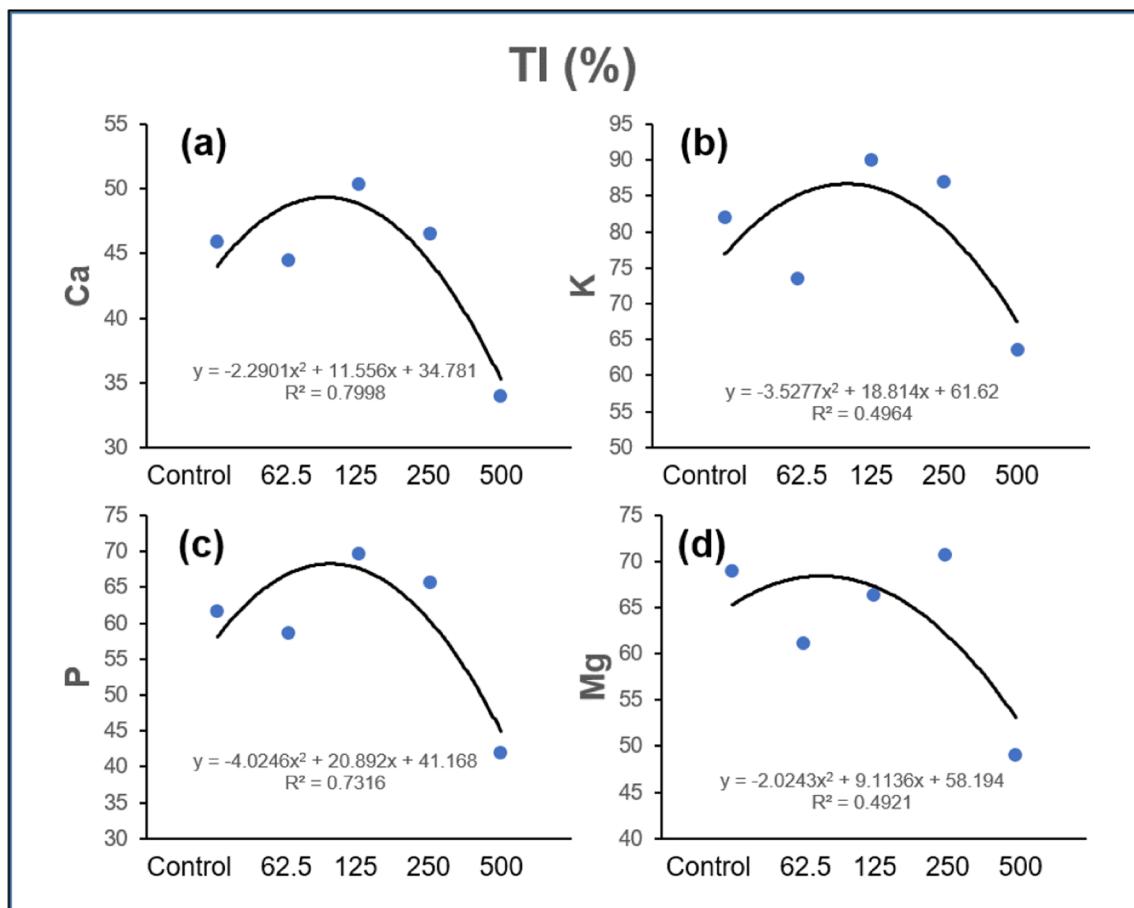 TI (%)
(a)
Ca
55
50
45
40
35
30
y = -2.2901x² + 11.556x + 34.781
R² = 0.7998
Control 62.5 125 250 500
(b)
K
95
90
85
80
75
70
65
60
55
50
y = -3.5277x² + 18.814x + 61.62
R² = 0.4964
Control 62.5 125 250 500
(c)
P
75
70
65
60
55
50
45
40
35
30
y = -4.0246x² + 20.892x + 41.168
R² = 0.7316
Control 62.5 125 250 500
(d)
Mg
75
70
65
60
55
50
45
40
y = -2.0243x² + 9.1136x + 58.194
R² = 0.4921
Control 62.5 125 250 500